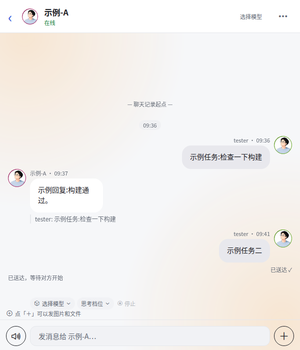 示例-A
在线
选择模型
— 聊天记录起点 —
09:36
tester • 09:36
示例任务:检查一下构建
示例-A • 09:37
示例回复:构建通
过。
tester: 示例任务:检查一下构建
tester • 09:41
示例任务二
已送达 ✓
已送达，等待对方开始
选择模型
思考档位
停止
点「+」可以发图片和文件
发消息给 示例-A…